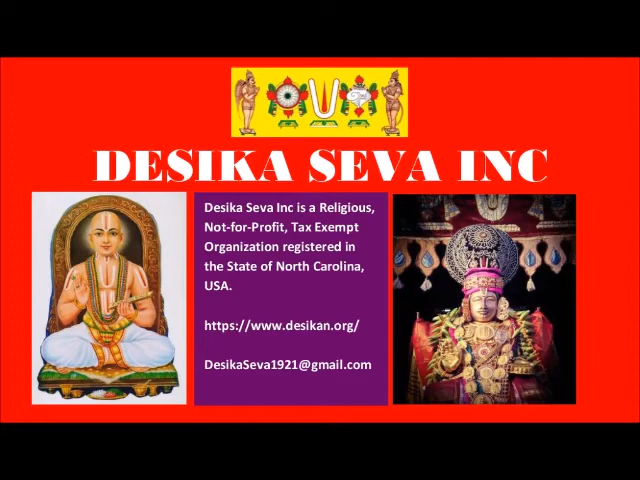 DESIKA SEVA INC
Desika Seva Inc is a Religious,
Not-for-Profit, Tax Exempt
Organization registered in
the State of North Carolina,
USA.
https://www.desikan.org/
DesikaSeva1921@gmail.com